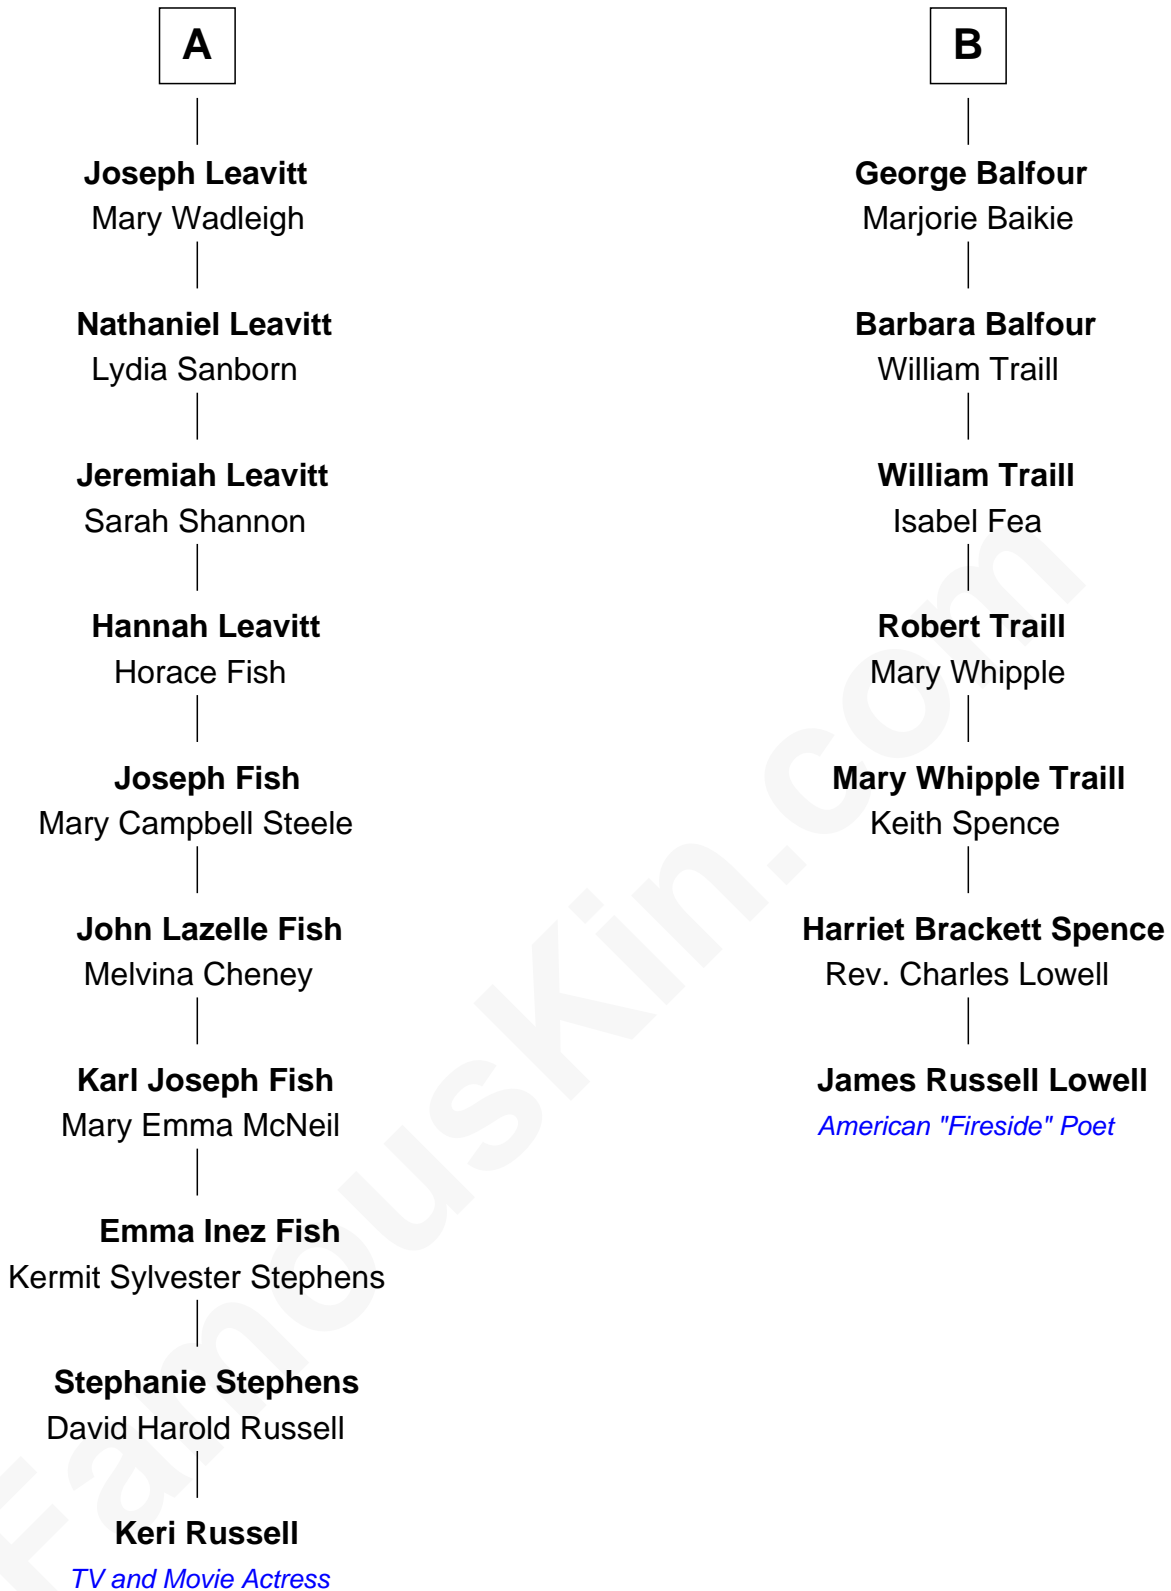 A
Joseph Leavitt
Mary Wadleigh
Nathaniel Leavitt
Lydia Sanborn
Jeremiah Leavitt
Sarah Shannon
Hannah Leavitt
Horace Fish
Joseph Fish
Mary Campbell Steele
John Lazelle Fish
Melvina Cheney
Karl Joseph Fish
Mary Emma McNeil
Emma Inez Fish
Kermit Sylvester Stephens
Stephanie Stephens
David Harold Russell
Keri Russell
TV and Movie Actress
B
George Balfour
Marjorie Baikie
Barbara Balfour
William Traill
William Traill
Isabel Fea
Robert Traill
Mary Whipple
Mary Whipple Traill
Keith Spence
Harriet Brackett Spence
Rev. Charles Lowell
James Russell Lowell
American "Fireside" Poet
FamousKin.com